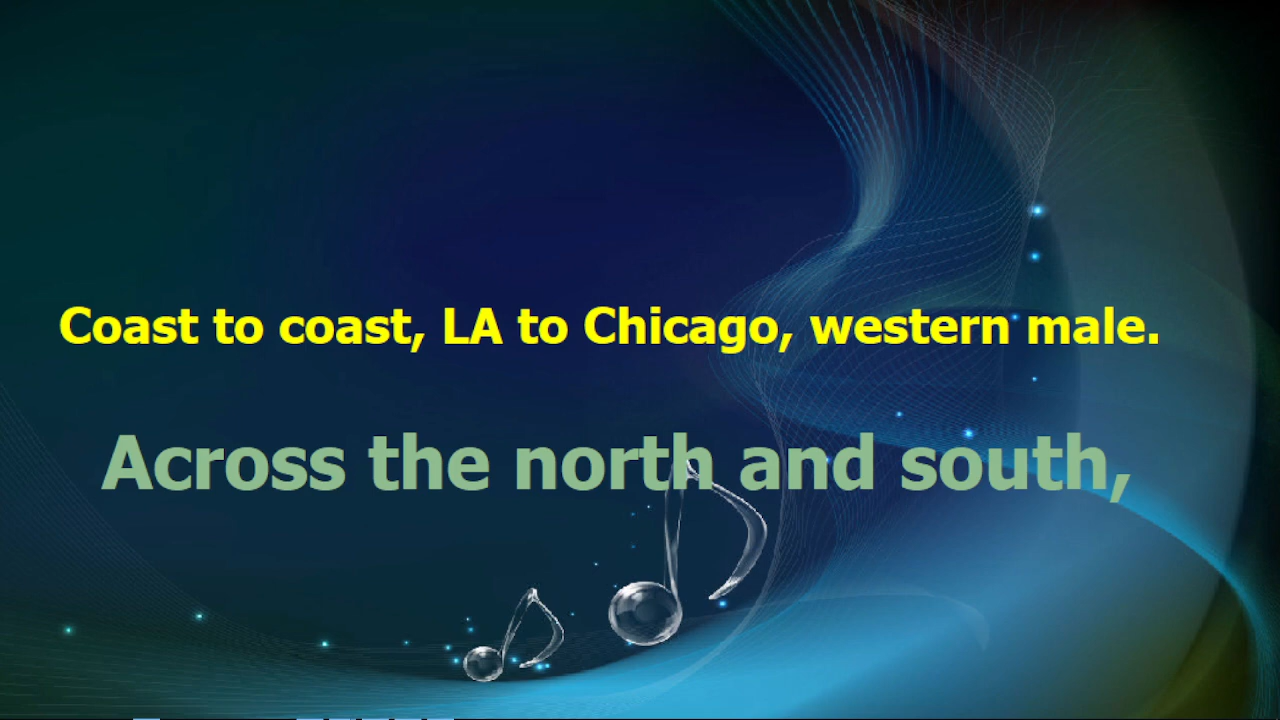 Coast to coast, LA to Chicago, western male.
Across the north and south,